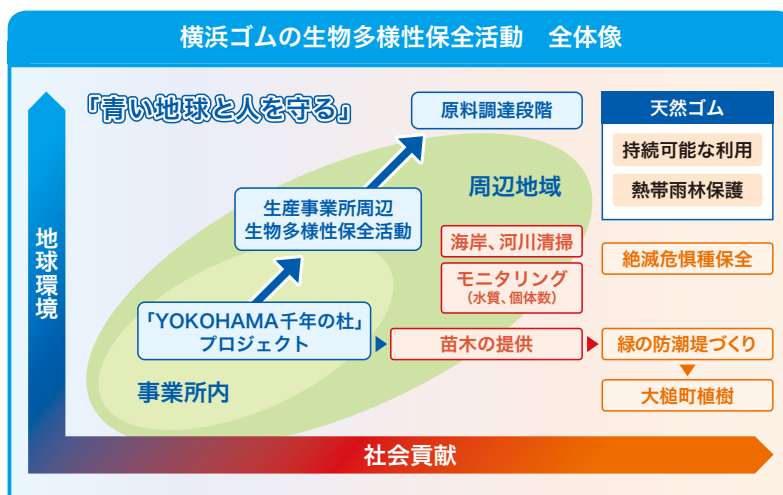 横浜ゴムの生物多様性保全活動　全体像
「青い地球と人を守る」
原料調達段階
天然ゴム
持続可能な利用
熱帯雨林保護
周辺地域
生産事業所周辺
生物多様性保全活動
海岸、河川清掃
モニタリング
（水質、個体数）
絶滅危惧種保全
地球環境
「YOKOHAMA千年の杜」
プロジェクト
苗木の提供
緑の防潮堤づくり
大槌町植樹
事業所内
社会貢献